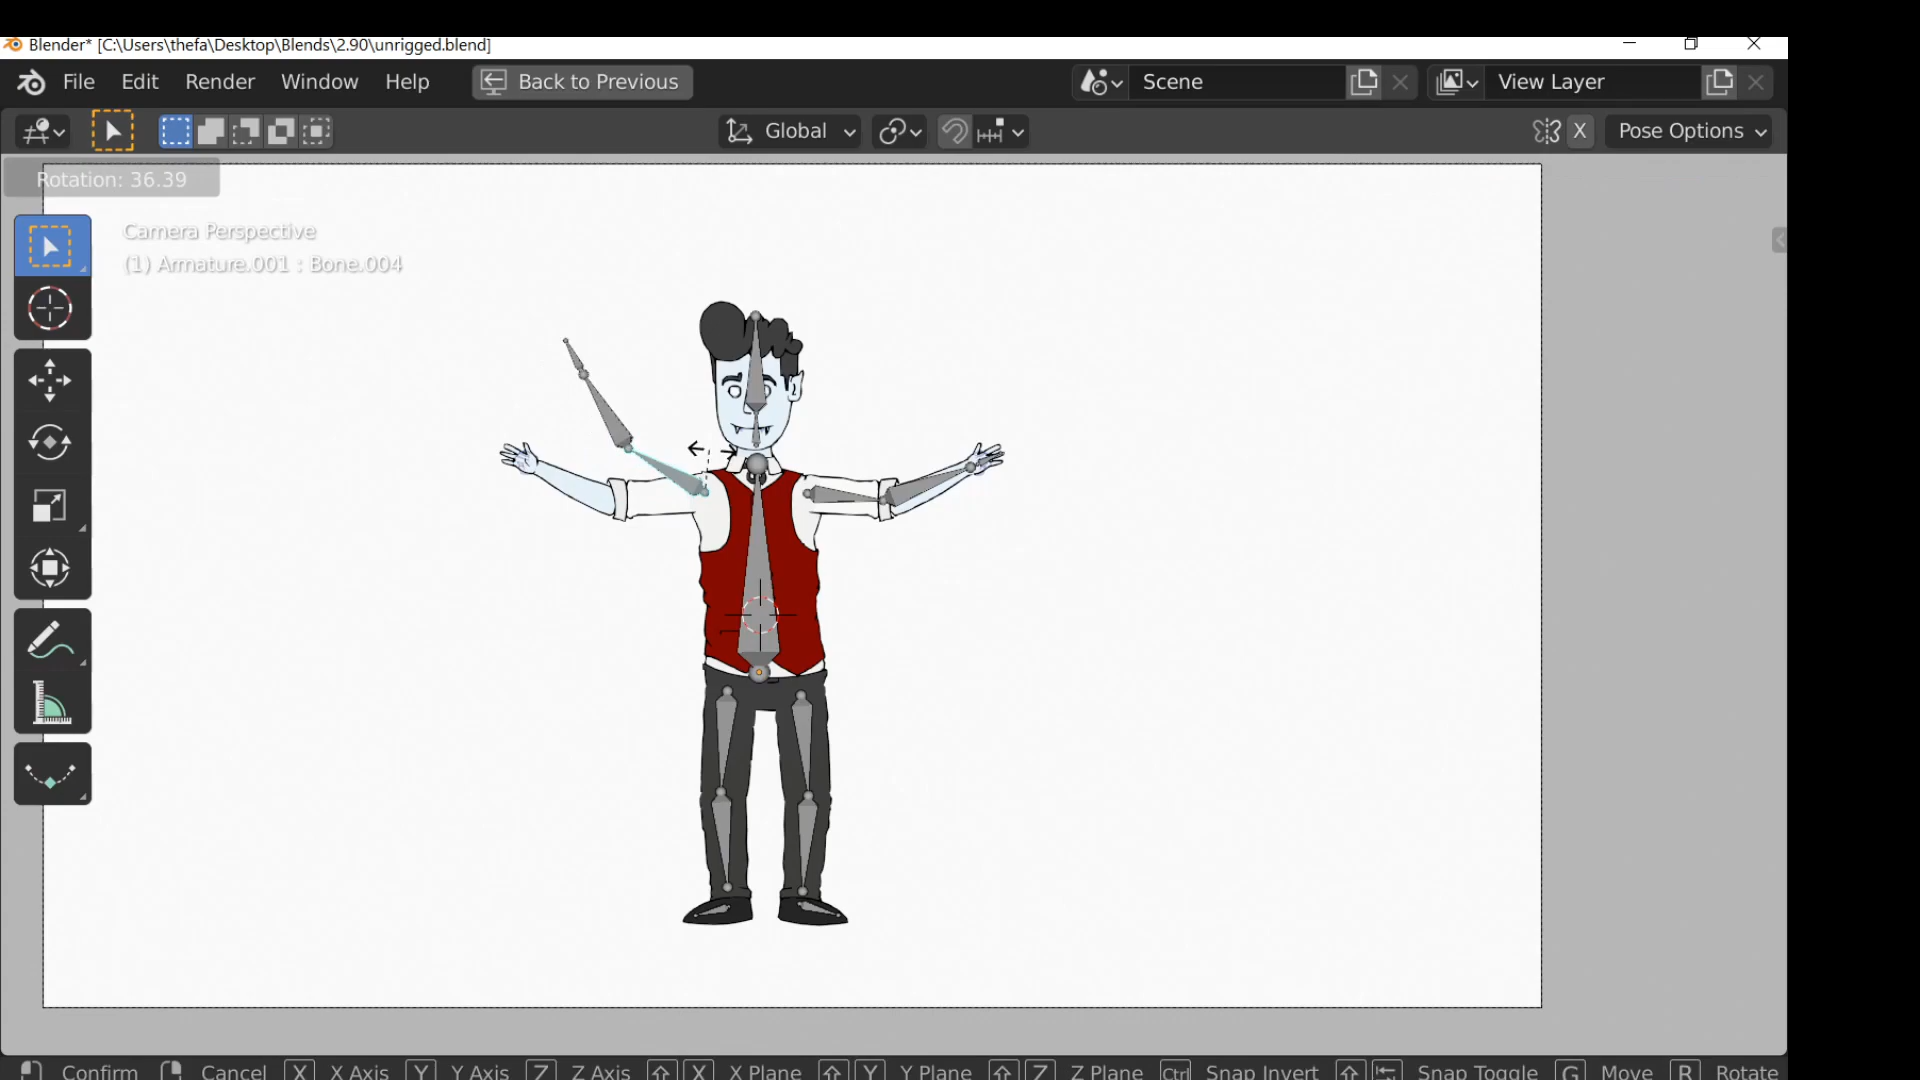 Blender* [C:\Users\thefa\Desktop\Blends\2.90\unrigged.blend]
File Edit Render Window Help Back to Previous Scene View Layer
Global X Pose Options
Rotation: 36.39
Camera Perspective
(1) Armature.001 : Bone.004
Confirm Cancel X X Axis Y Y Axis Z Z Axis X X Plane Y Y Plane Z Z Plane Ctrl Snap Invert Snap Toggle G Move R Rotate